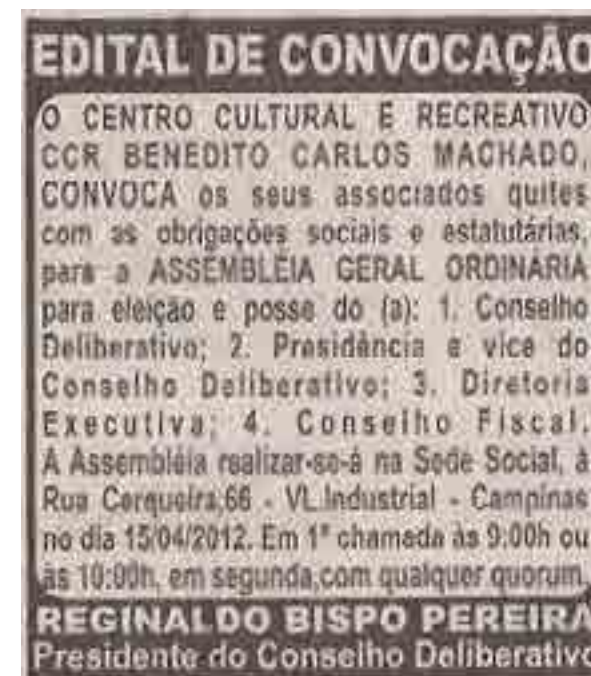 EDITAL DE CONVOCAÇÃO
O CENTRO CULTURAL E RECREATIVO
CCR BENEDITO CARLOS MACHADO,
CONVOCA os seus associados quites
com as obrigações sociais e estatutárias,
para a ASSEMBLÉIA GERAL ORDINÁRIA
para eleição e posse do (a): 1. Conselho
Deliberativo; 2. Presidência e vice do
Conselho Deliberativo; 3. Diretoria
Executiva; 4. Conselho Fiscal.
A Assembléia realizar-se-á na Sede Social, à
Rua Cerqueira,66 - VL.Industrial - Campinas
no dia 15/04/2012. Em 1ª chamada às 9:00h ou
às 10:00h, em segunda,com qualquer quorum.
REGINALDO BISPO PEREIRA
Presidente do Conselho Deliberativo